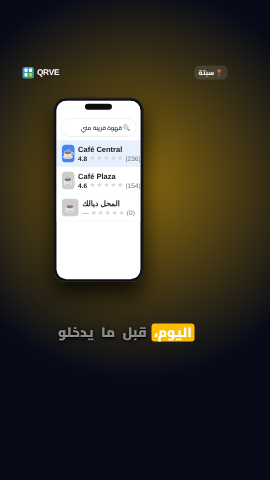 QRVE
📍 سبتة
🔍 قهوة قريبة مني
Café Central
4.8 ★★★★★ (236)
Café Plaza
4.6 ★★★★★ (154)
المحل ديالك
— ★★★★★ (0)
اليوم، قبل ما يدخلو